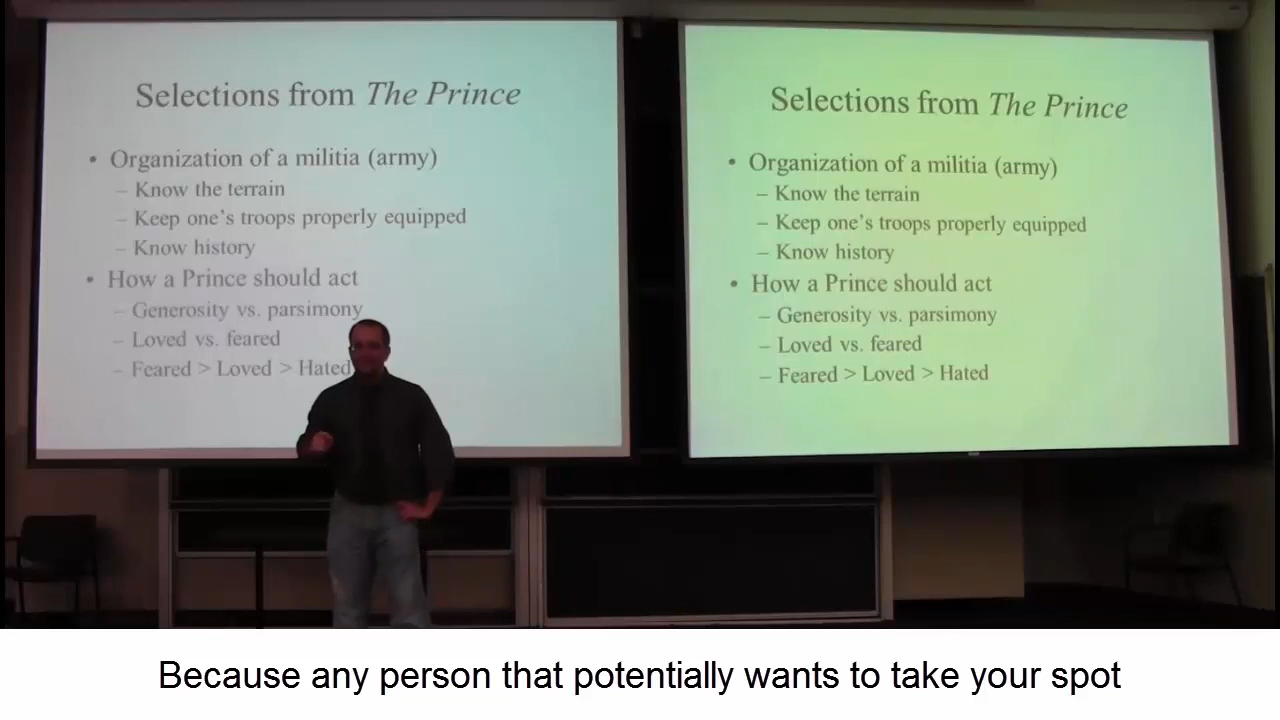 Selections from The Prince
• Organization of a militia (army)
– Know the terrain
– Keep one's troops properly equipped
– Know history
• How a Prince should act
– Generosity vs. parsimony
– Loved vs. feared
– Feared > Loved > Hated
Selections from The Prince
• Organization of a militia (army)
– Know the terrain
– Keep one's troops properly equipped
– Know history
• How a Prince should act
– Generosity vs. parsimony
– Loved vs. feared
– Feared > Loved > Hated
Because any person that potentially wants to take your spot